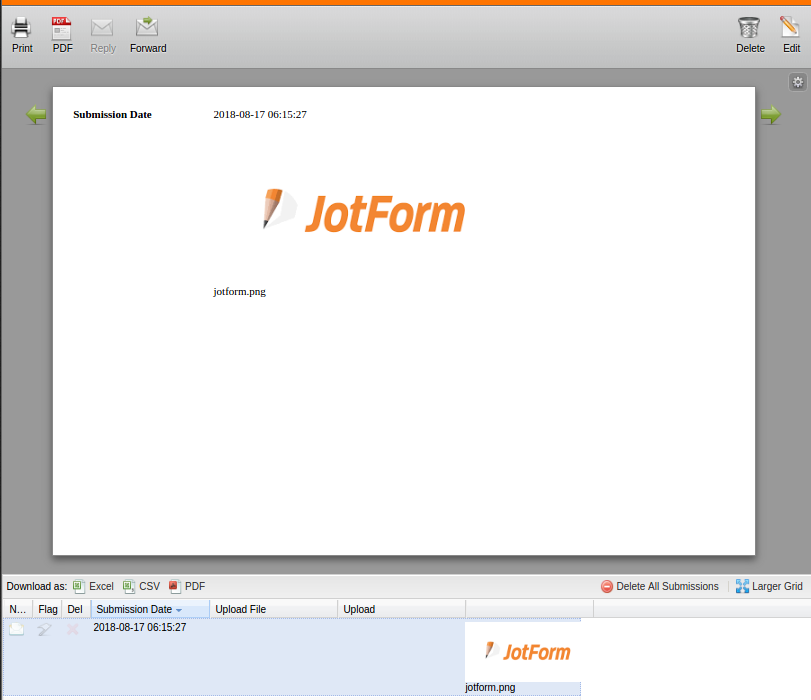 Print PDF Reply Forward Delete Edit
Submission Date 2018-08-17 06:15:27
JotForm
jotform.png
Download as: Excel CSV PDF Delete All Submissions Larger Grid
N... Flag Del Submission Date Upload File Upload
2018-08-17 06:15:27
JotForm
jotform.png